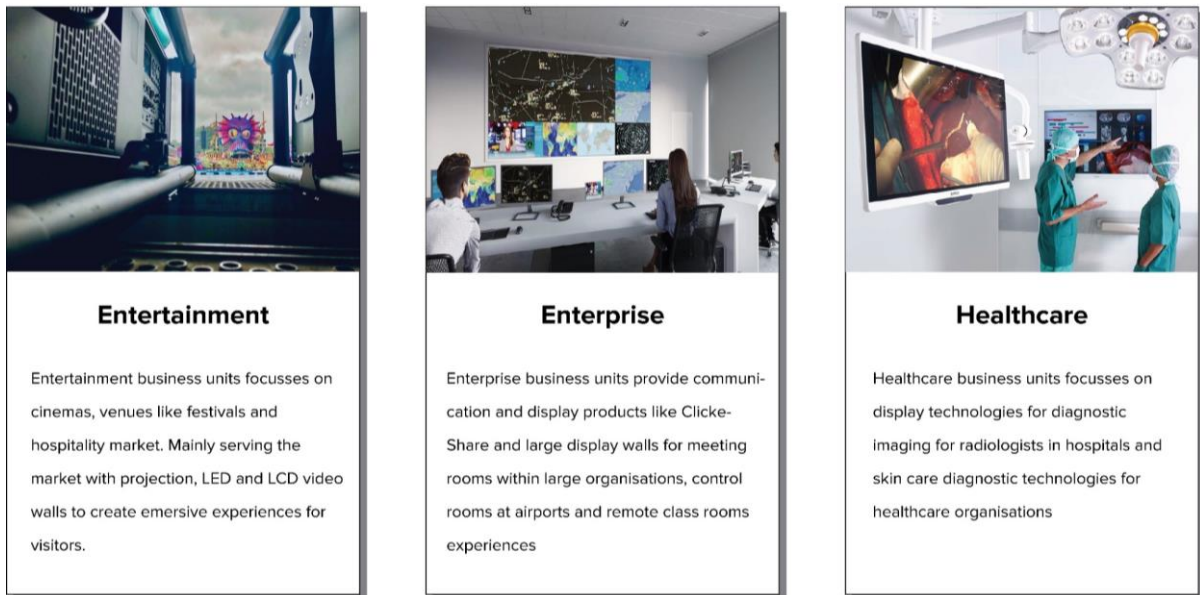 Entertainment
Entertainment business units focusses on
cinemas, venues like festivals and
hospitality market. Mainly serving the
market with projection, LED and LCD video
walls to create emersive experiences for
visitors.
Enterprise
Enterprise business units provide communi-
cation and display products like Clicke-
Share and large display walls for meeting
rooms within large organisations, control
rooms at airports and remote class rooms
experiences
Healthcare
Healthcare business units focusses on
display technologies for diagnostic
imaging for radiologists in hospitals and
skin care diagnostic technologies for
healthcare organisations